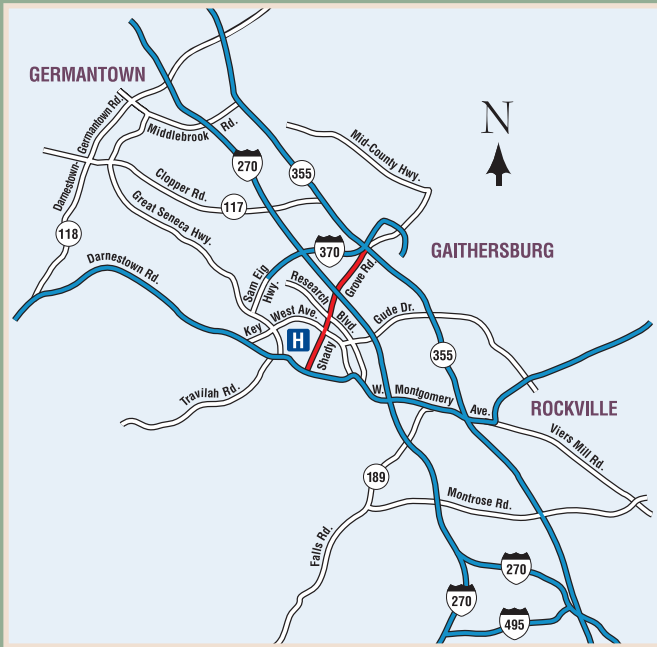 GERMANTOWN
Darnestown-
Germantown Rd.
Middlebrook Rd.
270
355
Mid-County Hwy.
N
Clopper Rd.
117
Great Seneca Hwy.
118
370
GAITHERSBURG
Darnestown Rd.
Sam Eig
Hwy.
Research
Blvd.
Grove Rd.
Shady
Key West Ave.
Gude Dr.
H
355
Travilah Rd.
W. Montgomery Ave.
ROCKVILLE
Viers Mill Rd.
189
Montrose Rd.
Falls Rd.
270
270
495